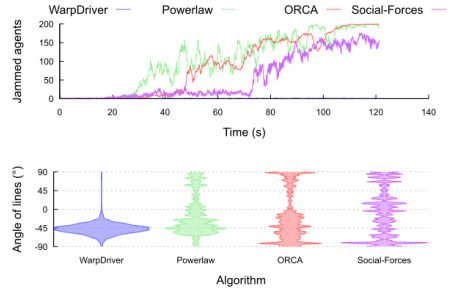 WarpDriver Powerlaw ORCA Social-Forces
Jammed agents
200
150
100
50
0
0 20 40 60 80 100 120 140
Time (s)
Angle of lines (°)
90
45
0
-45
-90
WarpDriver Powerlaw ORCA Social-Forces
Algorithm